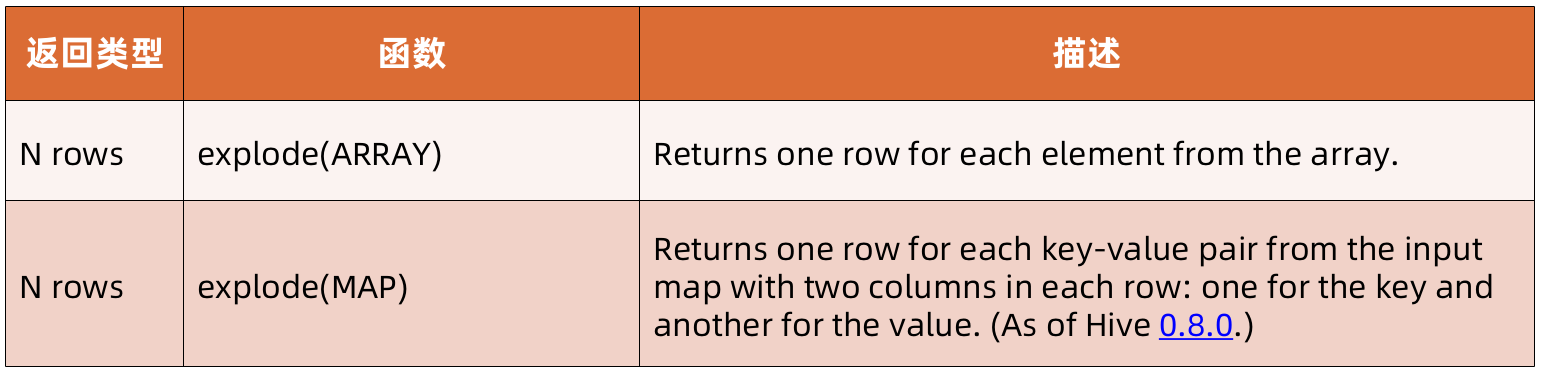 返回类型 函数 描述
N rows explode(ARRAY) Returns one row for each element from the array.
Returns one row for each key-value pair from the input
N rows explode(MAP) map with two columns in each row: one for the key and
another for the value. (As of Hive 0.8.0.)